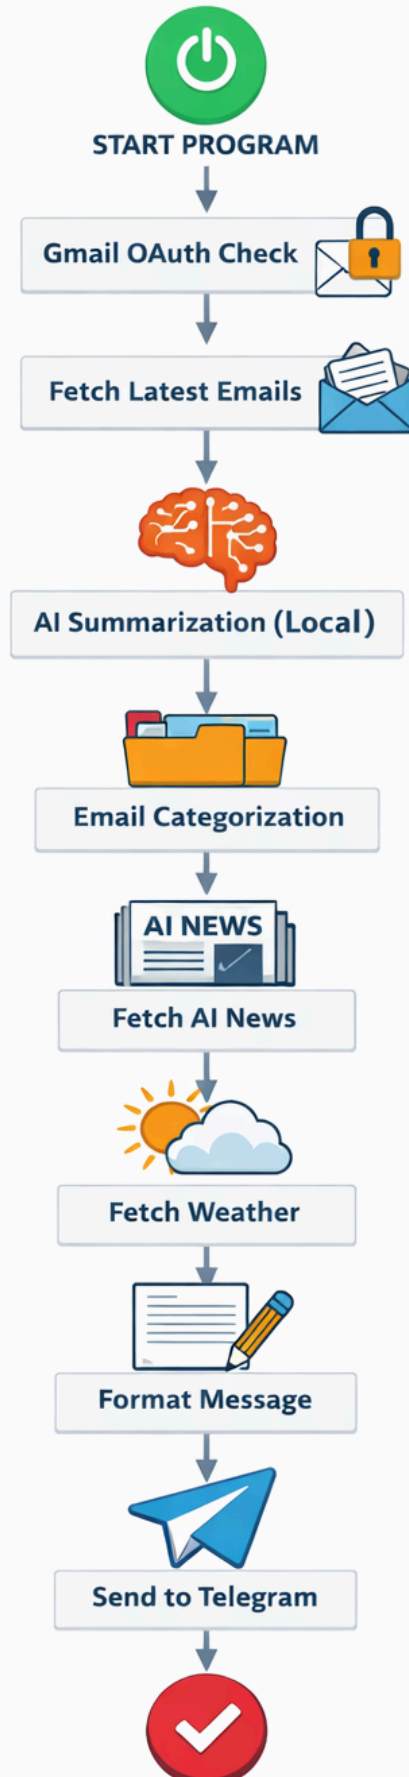 START PROGRAM
Gmail OAuth Check
Fetch Latest Emails
AI Summarization (Local)
Email Categorization
AI NEWS
Fetch AI News
Fetch Weather
Format Message
Send to Telegram